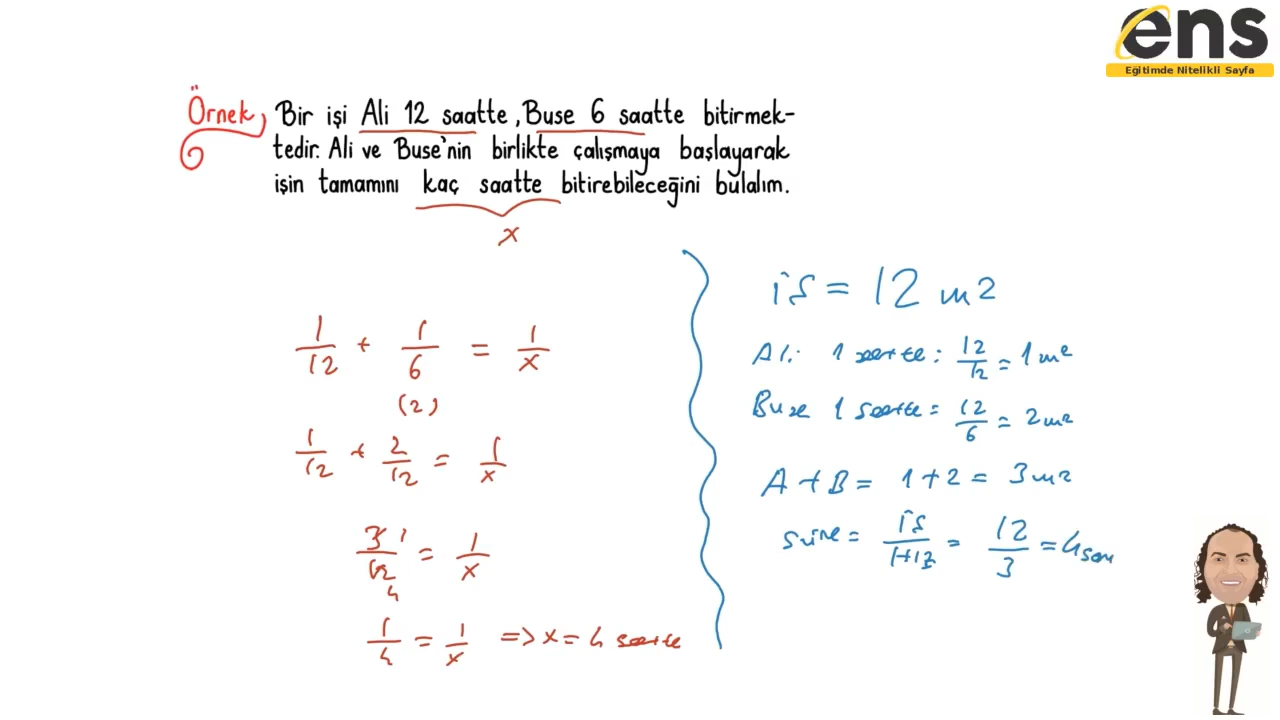 ens
Eğitimde Nitelikli Sayfa
Örnek, Bir işi Ali 12 saatte, Buse 6 saatte bitirmek-
tedir. Ali ve Buse'nin birlikte çalışmaya başlayarak
işin tamamını kaç saatte bitirebileceğini bulalım.
x
1/12 + 1/6 = 1/x
(2)
1/12 + 2/12 = 1/x
3 1/12 4 = 1/x
1/4 = 1/x => x = 4 saatte
iş = 12 m2
Ali 1 saatte: 12/12 = 1 m2
Buse 1 saatte = 12/6 = 2 m2
A + B = 1 + 2 = 3 m2
süre = iş/A+B = 12/3 = 4 saat